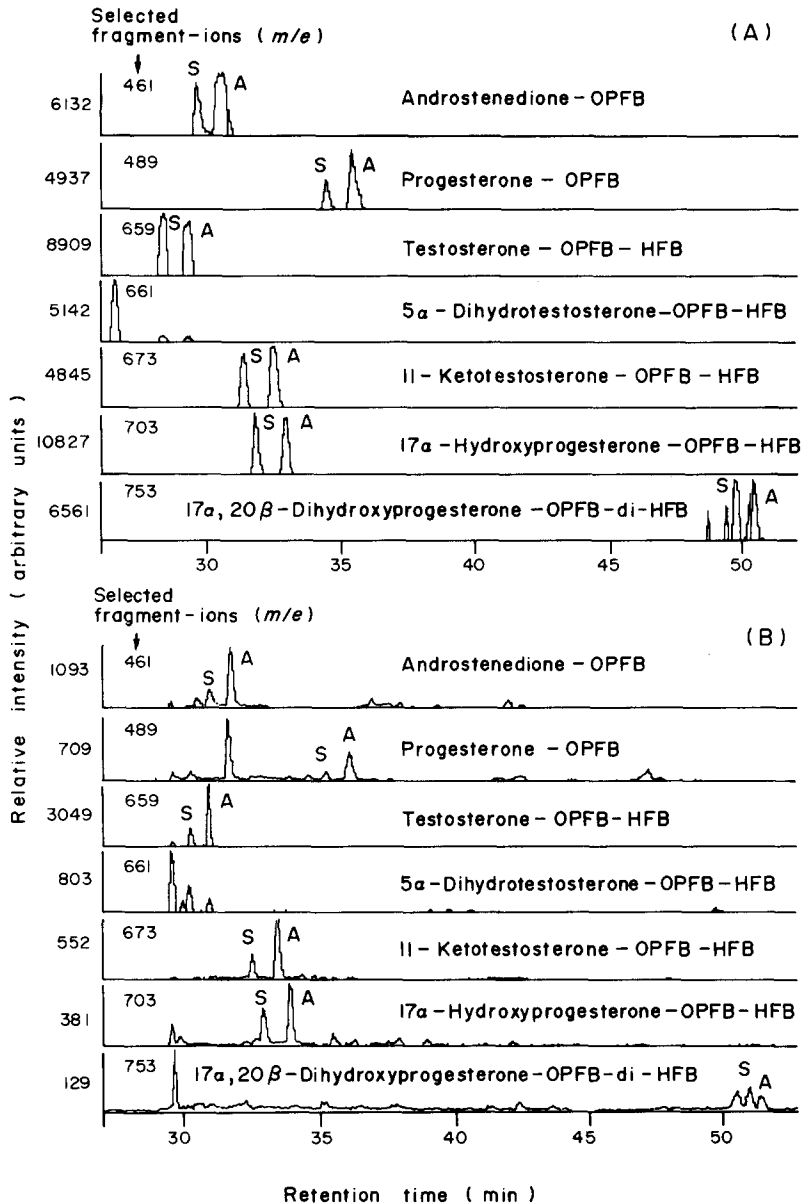 Selected
fragment-ions ( m/e )
(A)
6132 461 S A Androstenedione-OPFB
4937 489 S A Progesterone - OPFB
8909 659 S A Testosterone - OPFB - HFB
5142 661 5α-Dihydrotestosterone-OPFB-HFB
4845 673 S A 11-Ketotestosterone-OPFB-HFB
10827 703 S A 17α-Hydroxyprogesterone-OPFB-HFB
6561 753 17α,20β-Dihydroxyprogesterone-OPFB-di-HFB S A
30 35 40 45 50
Relative intensity ( arbitrary units )
Selected
fragment-ions (m/e)
(B)
1093 461 S A Androstenedione-OPFB
709 489 S A Progesterone - OPFB
3049 659 S A Testosterone - OPFB-HFB
803 661 5α-Dihydrotestosterone-OPFB-HFB
552 673 S A 11-Ketotestosterone-OPFB-HFB
381 703 S A 17α-Hydroxyprogesterone-OPFB-HFB
129 753 17α,20β-Dihydroxyprogesterone-OPFB-di-HFB S A
30 35 40 45 50
Retention time ( min )